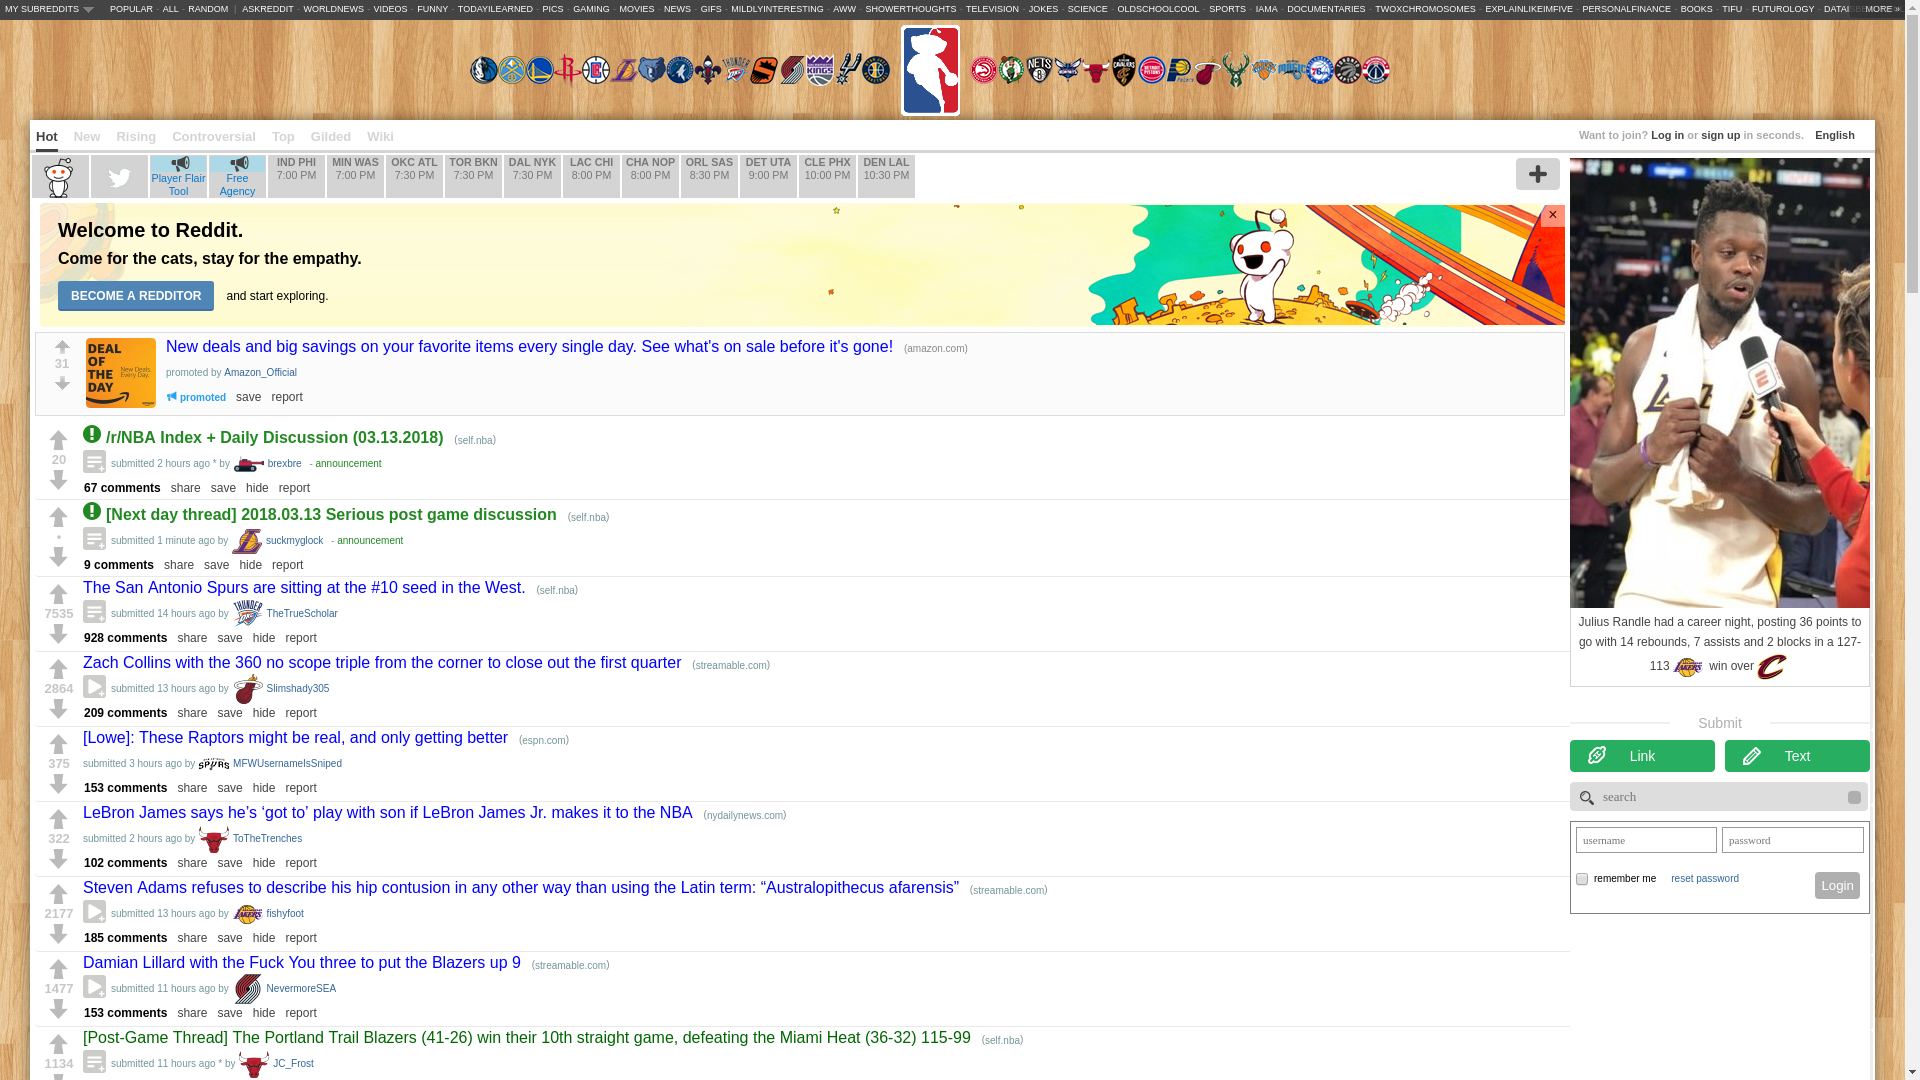 MY SUBREDDITS POPULAR - ALL - RANDOM | ASKREDDIT - WORLDNEWS - VIDEOS - FUNNY - TODAYILEARNED - PICS - GAMING - MOVIES - NEWS - GIFS - MILDLYINTERESTING - AWW - SHOWERTHOUGHTS - TELEVISION - JOKES - SCIENCE - OLDSCHOOLCOOL - SPORTS - IAMA - DOCUMENTARIES - TWOXCHROMOSOMES - EXPLAINLIKEIMFIVE - PERSONALFINANCE - BOOKS - TIFU - FUTUROLOGY - MORE »
Hot New Rising Controversial Top Gilded Wiki
Want to join? Log in or sign up in seconds. English
Player Flair Tool
Free Agency
IND PHI 7:00 PM
MIN WAS 7:00 PM
OKC ATL 7:30 PM
TOR BKN 7:30 PM
DAL NYK 7:30 PM
LAC CHI 8:00 PM
CHA NOP 8:00 PM
ORL SAS 8:30 PM
DET UTA 9:00 PM
CLE PHX 10:00 PM
DEN LAL 10:30 PM
Welcome to Reddit.
Come for the cats, stay for the empathy.
BECOME A REDDITOR and start exploring.
×
31
DEAL OF THE DAY
New Deals. Every Day.
New deals and big savings on your favorite items every single day. See what's on sale before it's gone! (amazon.com)
promoted by Amazon_Official
promoted save report
/r/NBA Index + Daily Discussion (03.13.2018) (self.nba)
20
submitted 2 hours ago * by brexbre - announcement
67 comments share save hide report
[Next day thread] 2018.03.13 Serious post game discussion (self.nba)
•
submitted 1 minute ago by suckmyglock - announcement
9 comments share save hide report
The San Antonio Spurs are sitting at the #10 seed in the West. (self.nba)
7535
submitted 14 hours ago by TheTrueScholar
928 comments share save hide report
Zach Collins with the 360 no scope triple from the corner to close out the first quarter (streamable.com)
2864
submitted 13 hours ago by Slimshady305
209 comments share save hide report
[Lowe]: These Raptors might be real, and only getting better (espn.com)
375
submitted 3 hours ago by MFWUsernameIsSniped
153 comments share save hide report
LeBron James says he’s ‘got to’ play with son if LeBron James Jr. makes it to the NBA (nydailynews.com)
322
submitted 2 hours ago by ToTheTrenches
102 comments share save hide report
Steven Adams refuses to describe his hip contusion in any other way than using the Latin term: “Australopithecus afarensis” (streamable.com)
2177
submitted 13 hours ago by fishyfoot
185 comments share save hide report
Damian Lillard with the Fuck You three to put the Blazers up 9 (streamable.com)
1477
submitted 11 hours ago by NevermoreSEA
153 comments share save hide report
[Post-Game Thread] The Portland Trail Blazers (41-26) win their 10th straight game, defeating the Miami Heat (36-32) 115-99 (self.nba)
1134
submitted 11 hours ago * by JC_Frost
Julius Randle had a career night, posting 36 points to
go with 14 rebounds, 7 assists and 2 blocks in a 127-
113 win over
Submit
Link Text
search
username password
remember me reset password Login